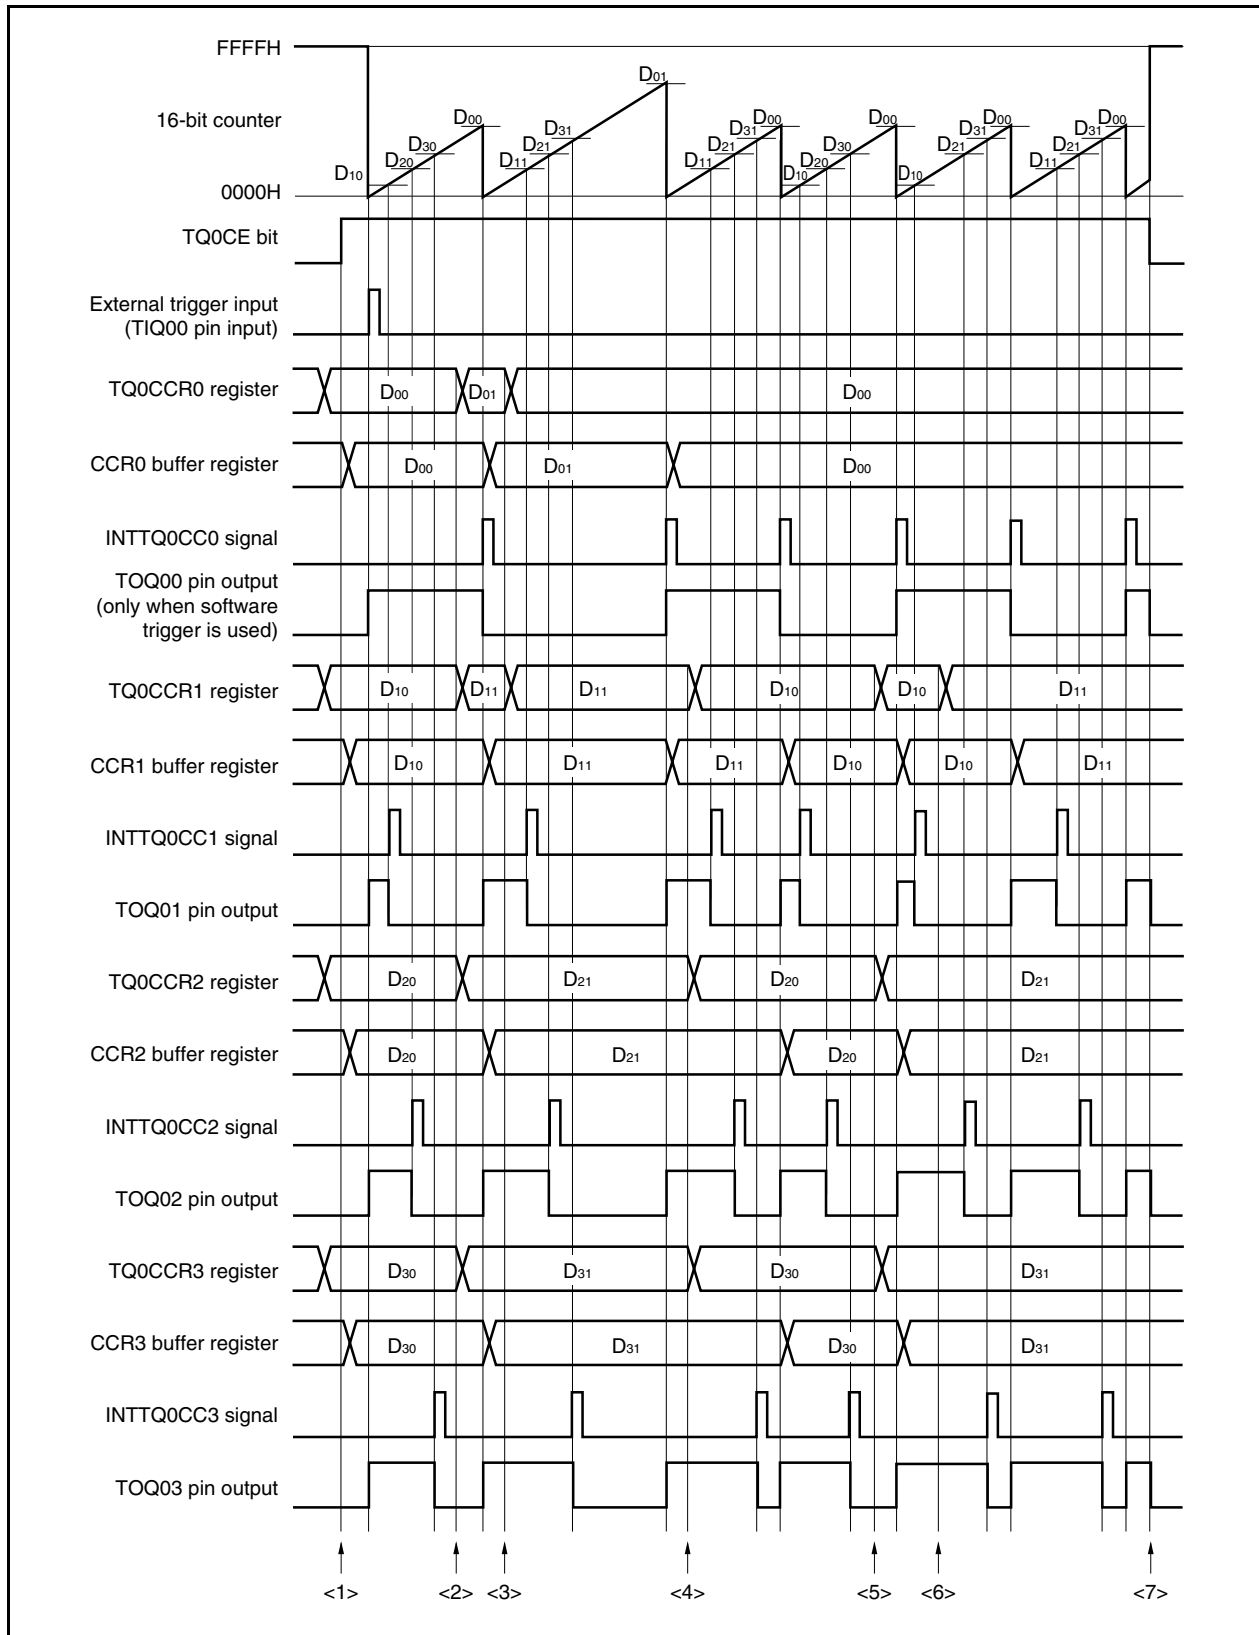 FFFFH
D01
16-bit counter
D00 D00 D00 D00 D00
D31 D31 D31 D31
D30 D21 D21 D30 D21 D21
D20 D11 D11 D20 D11
D10 D10 D10
0000H
TQ0CE bit
External trigger input
(TIQ00 pin input)
TQ0CCR0 register D00 D01 D00
CCR0 buffer register D00 D01 D00
INTTQ0CC0 signal
TOQ00 pin output
(only when software
trigger is used)
TQ0CCR1 register D10 D11 D11 D10 D10 D11
CCR1 buffer register D10 D11 D11 D10 D10 D11
INTTQ0CC1 signal
TOQ01 pin output
TQ0CCR2 register D20 D21 D20 D21
CCR2 buffer register D20 D21 D20 D21
INTTQ0CC2 signal
TOQ02 pin output
TQ0CCR3 register D30 D31 D30 D31
CCR3 buffer register D30 D31 D30 D31
INTTQ0CC3 signal
TOQ03 pin output
<1> <2> <3> <4> <5> <6> <7>